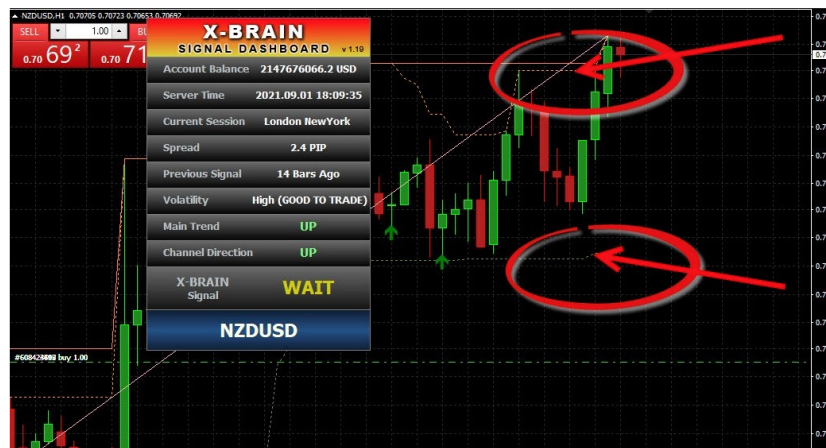 NZDUSD,H1 0.70705 0.70723 0.70653 0.70692
SELL 1.00
0.70 69 2 0.70 71
X-BRAIN
SIGNAL DASHBOARD v 1.19
Account Balance 2147676066.2 USD
Server Time 2021.09.01 18:09:35
Current Session London NewYork
Spread 2.4 PIP
Previous Signal 14 Bars Ago
Volatility High (GOOD TO TRADE)
Main Trend UP
Channel Direction UP
X-BRAIN
Signal WAIT
NZDUSD
buy 1.00